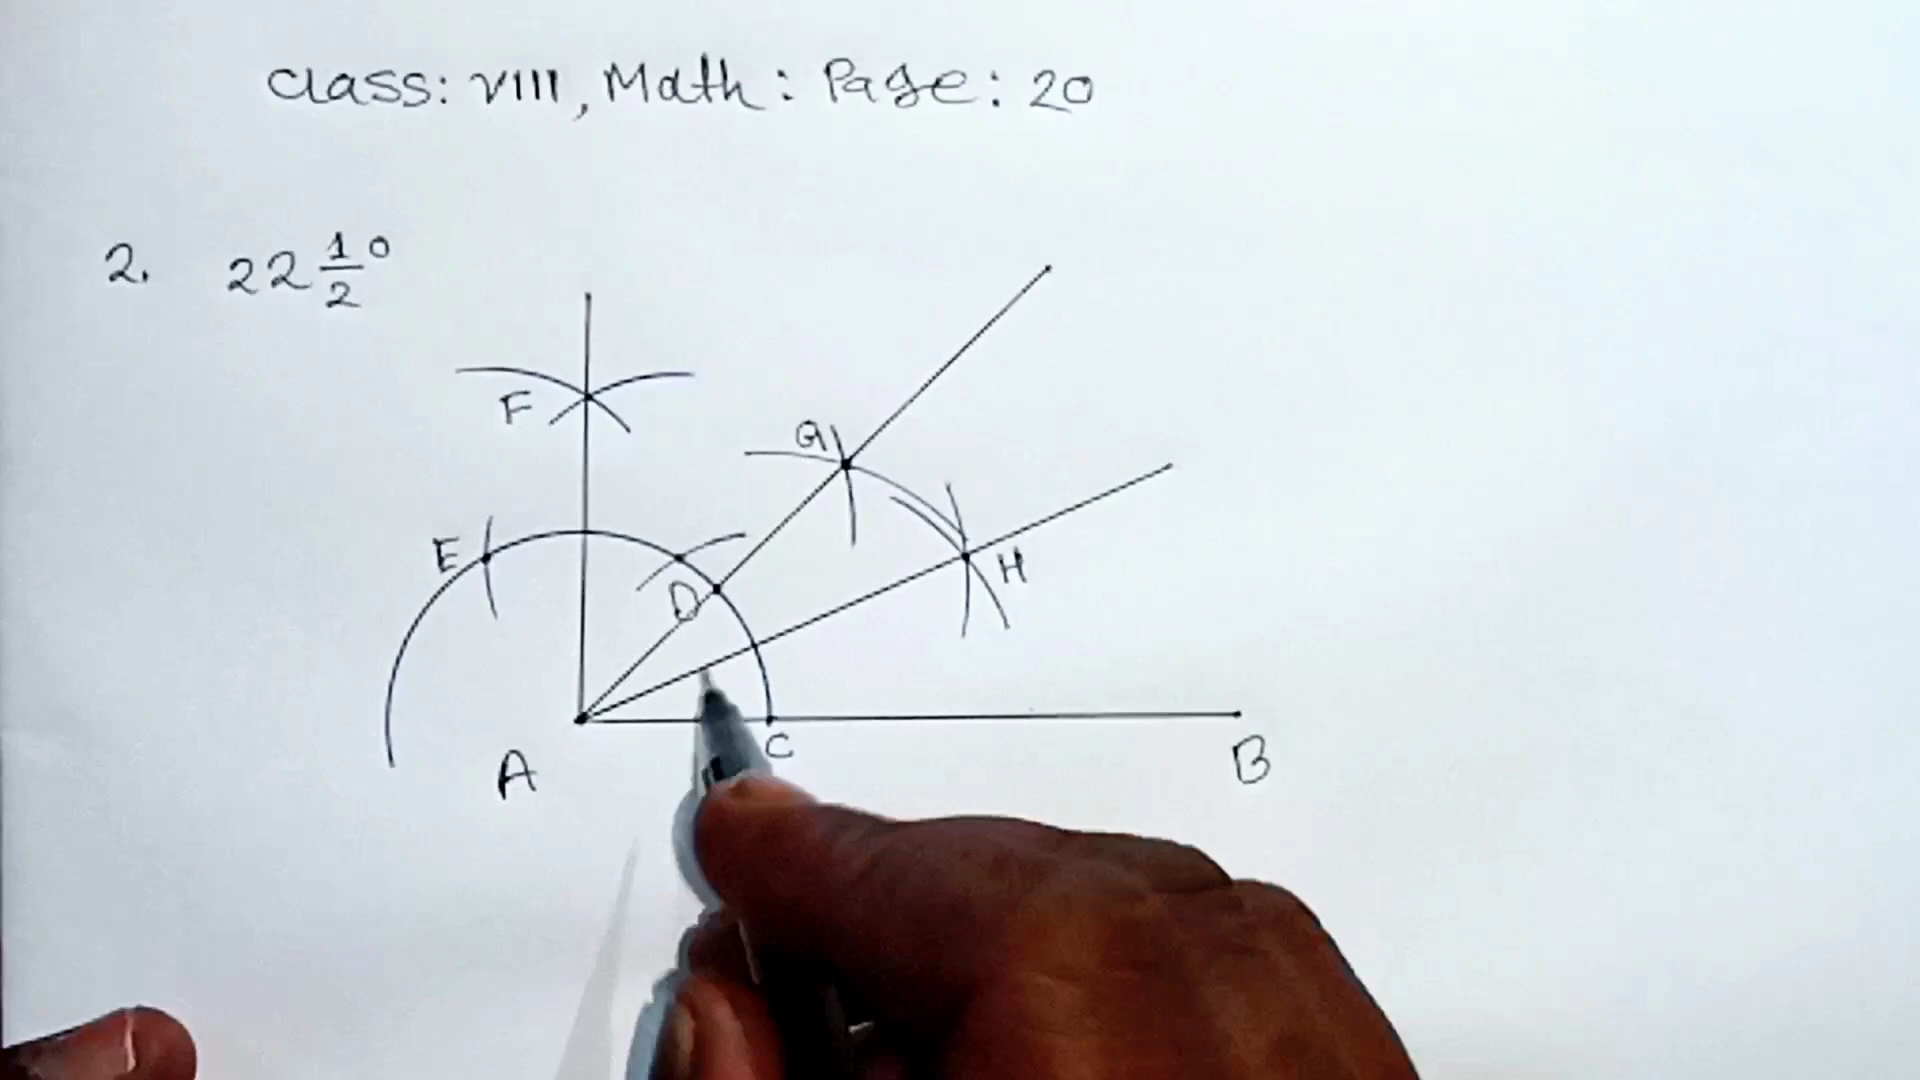 Class: VIII, Math: Page: 20
2. 22 1/2°
F
G
E
D
H
C
A
B